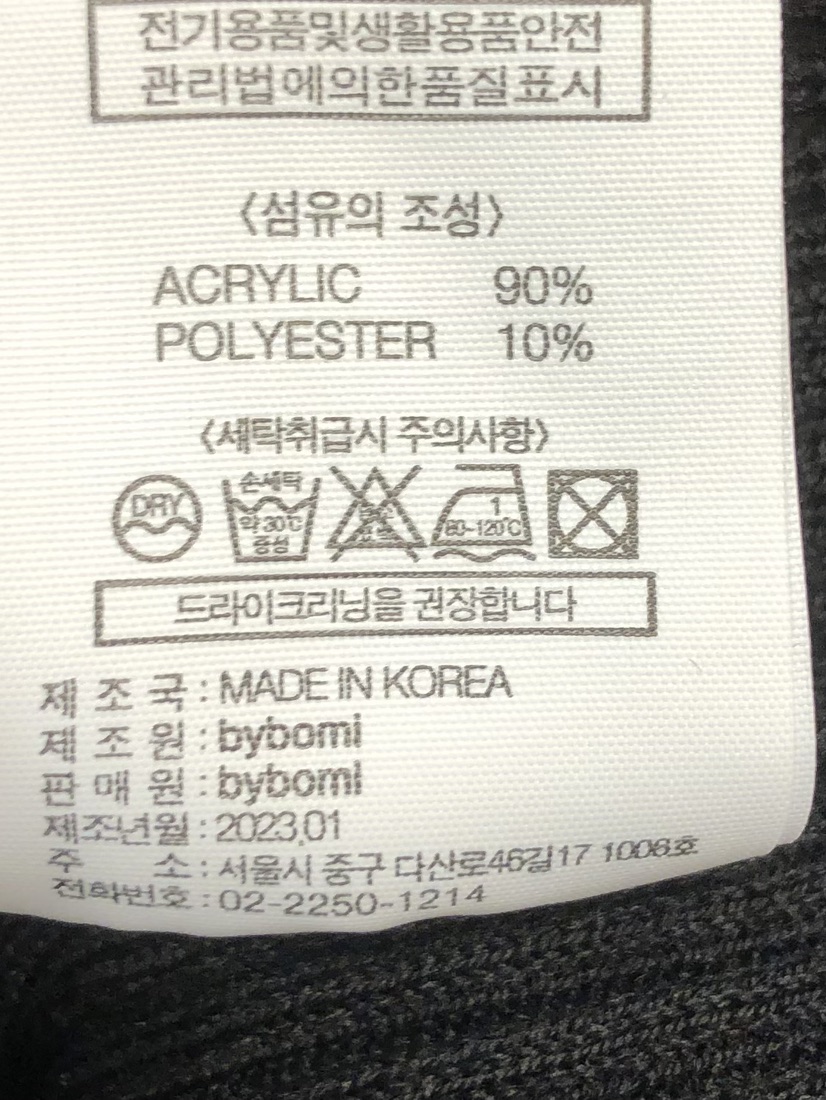 전기용품및생활용품안전
관리법에의한품질표시
〈섬유의 조성〉
ACRYLIC 90%
POLYESTER 10%
〈세탁취급시 주의사항〉
DRY
손세탁
약30℃
중성
1
80~120℃
드라이크리닝을 권장합니다
제 조 국 : MADE IN KOREA
제 조 원 : bybomi
판 매 원 : bybomi
제조년월 : 2023.01
주 소 : 서울시 중구 다산로46길17 1006호
전화번호 : 02-2250-1214